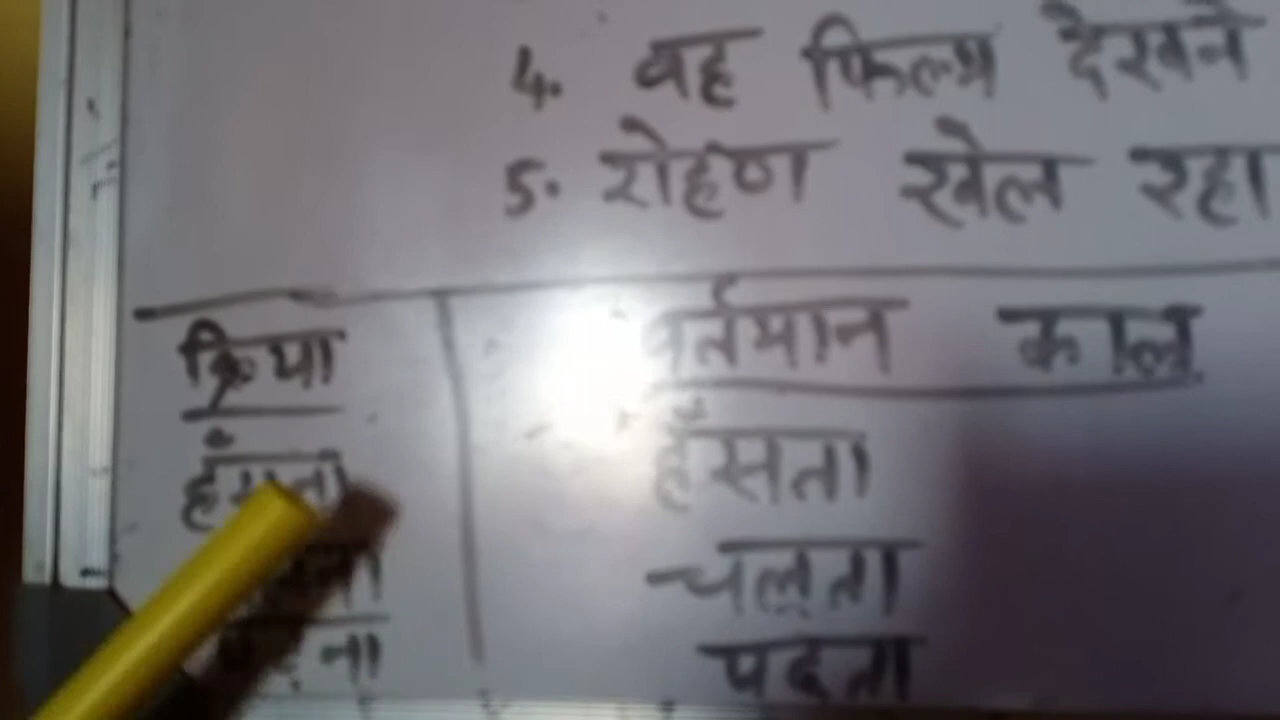 4. वह फिल्म देखने
5. रोहण खेल रहा
क्रिया वर्तमान काल
हँसता
चलता
पढ़ता